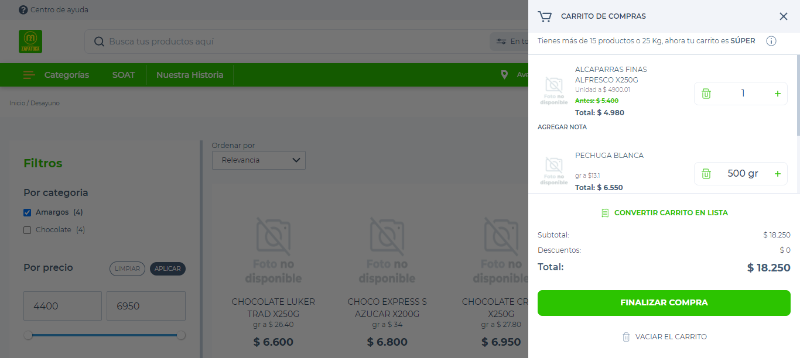 Centro de ayuda
Busca tus productos aquí
Categorías
SOAT
Nuestra Historia
Inicio / Desayuno
Filtros
Por categoría
Amargos (4)
Chocolate (4)
Por precio
LIMPIAR
APLICAR
4400
6950
Ordenar por
Relevancia
Foto no
disponible
CHOCOLATE LUKER
TRAD X250G
gr a $ 26.40
$ 6.600
Foto no
disponible
CHOCO EXPRESS S
AZUCAR X200G
gr a $ 34
$ 6.800
Foto no
disponible
CHOCOLATE CR
X250G
gr a $ 27.80
$ 6.950
CARRITO DE COMPRAS
Tienes más de 15 productos o 25 Kg, ahora tu carrito es SÚPER
Foto no
disponible
ALCAPARRAS FINAS
ALFRESCO X250G
Unidad a $ 4900.01
Antes: $ 5.400
Total: $ 4.980
1
+
AGREGAR NOTA
Foto no
disponible
PECHUGA BLANCA
gr a $13.1
Total: $ 6.550
500 gr
+
CONVERTIR CARRITO EN LISTA
Subtotal:
$ 18.250
Descuentos:
$ 0
Total:
$ 18.250
FINALIZAR COMPRA
VACIAR EL CARRITO